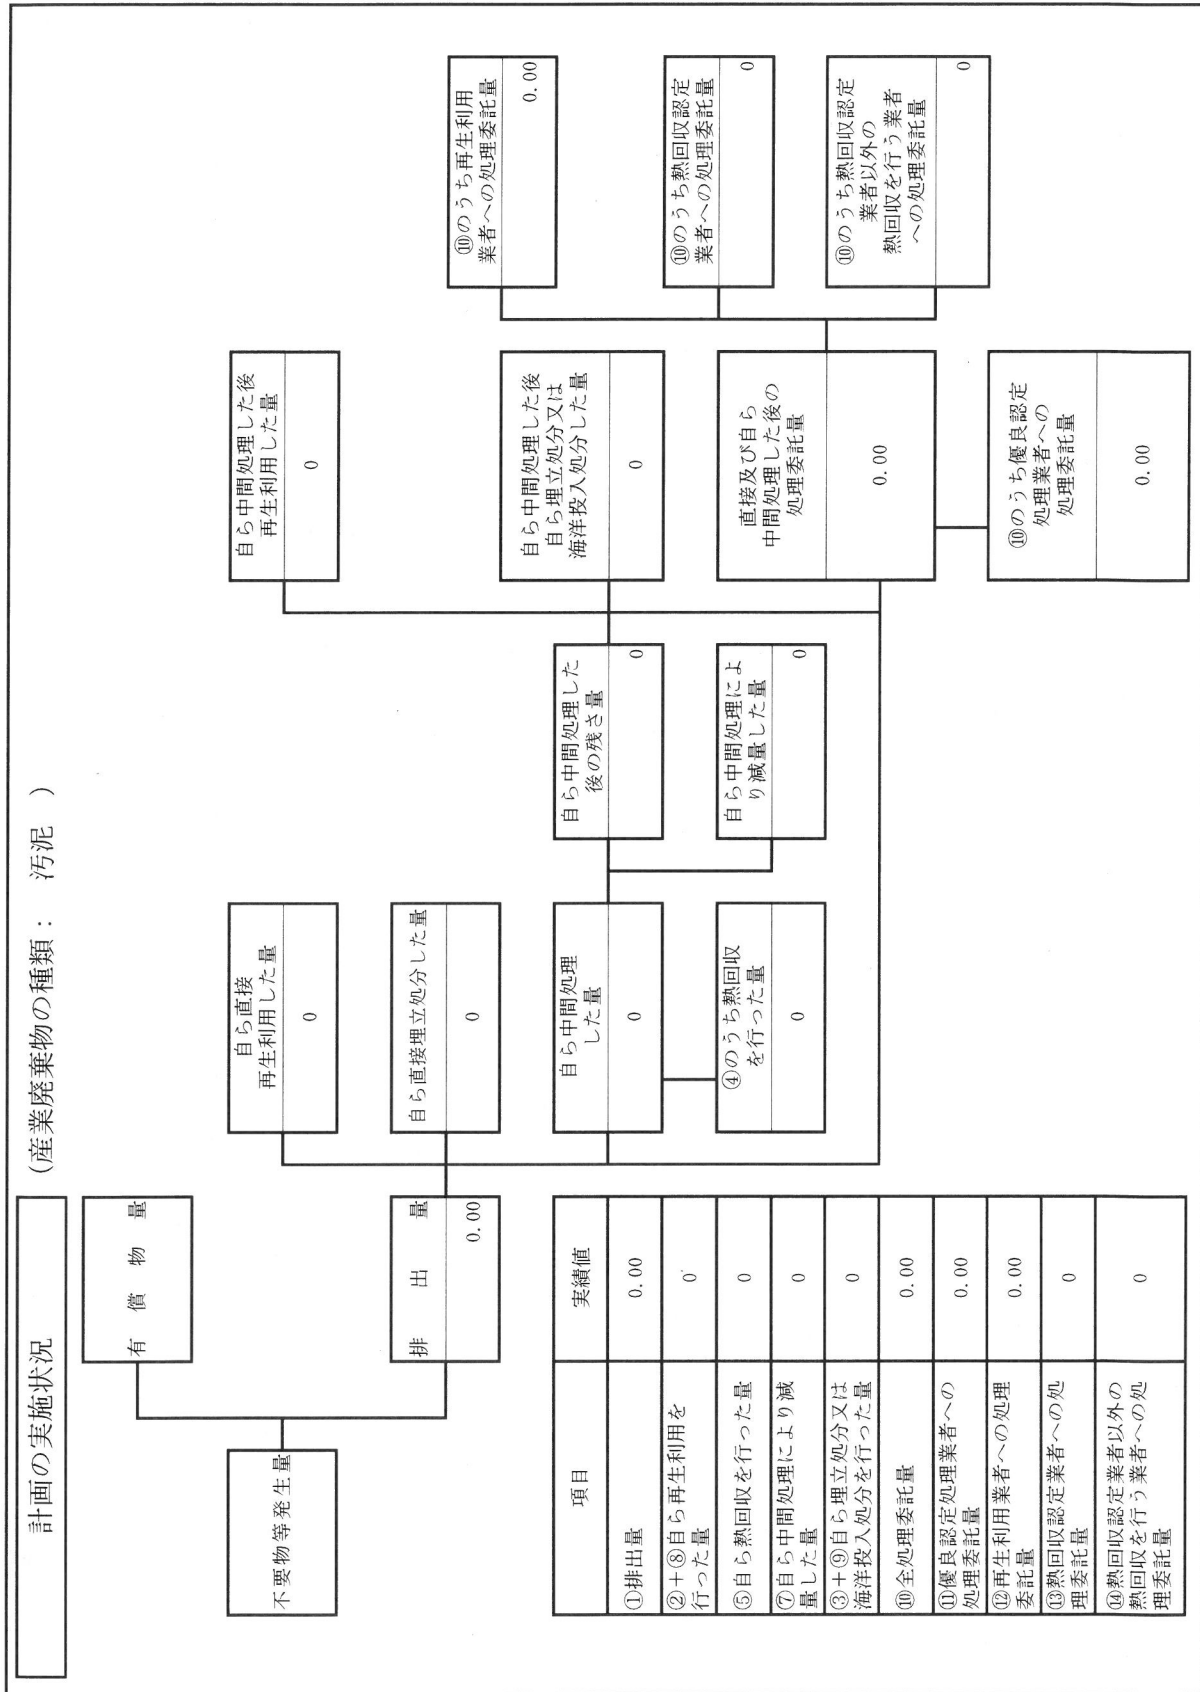 計画の実施状況
(産業廃棄物の種類： 汚泥 )
有償物量
不要物等発生量
排出量
0.00
自ら直接
再生利用した量
0
自ら直接埋立処分した量
0
自ら中間処理
した量
0
④のうち熱回収
を行った量
0
自ら中間処理した
後の残さ量
0
自ら中間処理によ
り減量した量
0
自ら中間処理した後
再生利用した量
0
自ら中間処理した後
自ら埋立処分又は
海洋投入処分した量
0
直接及び自ら
中間処理した後の
処理委託量
0.00
⑩のうち優良認定
処理業者への
処理委託量
0.00
⑩のうち再生利用
業者への処理委託量
0.00
⑩のうち熱回収認定
業者への処理委託量
0
⑩のうち熱回収認定
業者以外の
熱回収を行う業者
への処理委託量
0
項目 実績値
①排出量 0.00
②＋⑧自ら再生利用を
行った量 0
⑤自ら熱回収を行った量 0
⑦自ら中間処理により減
量した量 0
③＋⑨自ら埋立処分又は
海洋投入処分を行った量 0
⑩全処理委託量 0.00
⑪優良認定処理業者への
処理委託量 0.00
⑫再生利用業者への処理
委託量 0.00
⑬熱回収認定業者への処
理委託量 0
⑭熱回収認定業者以外の
熱回収を行う業者への処
理委託量 0